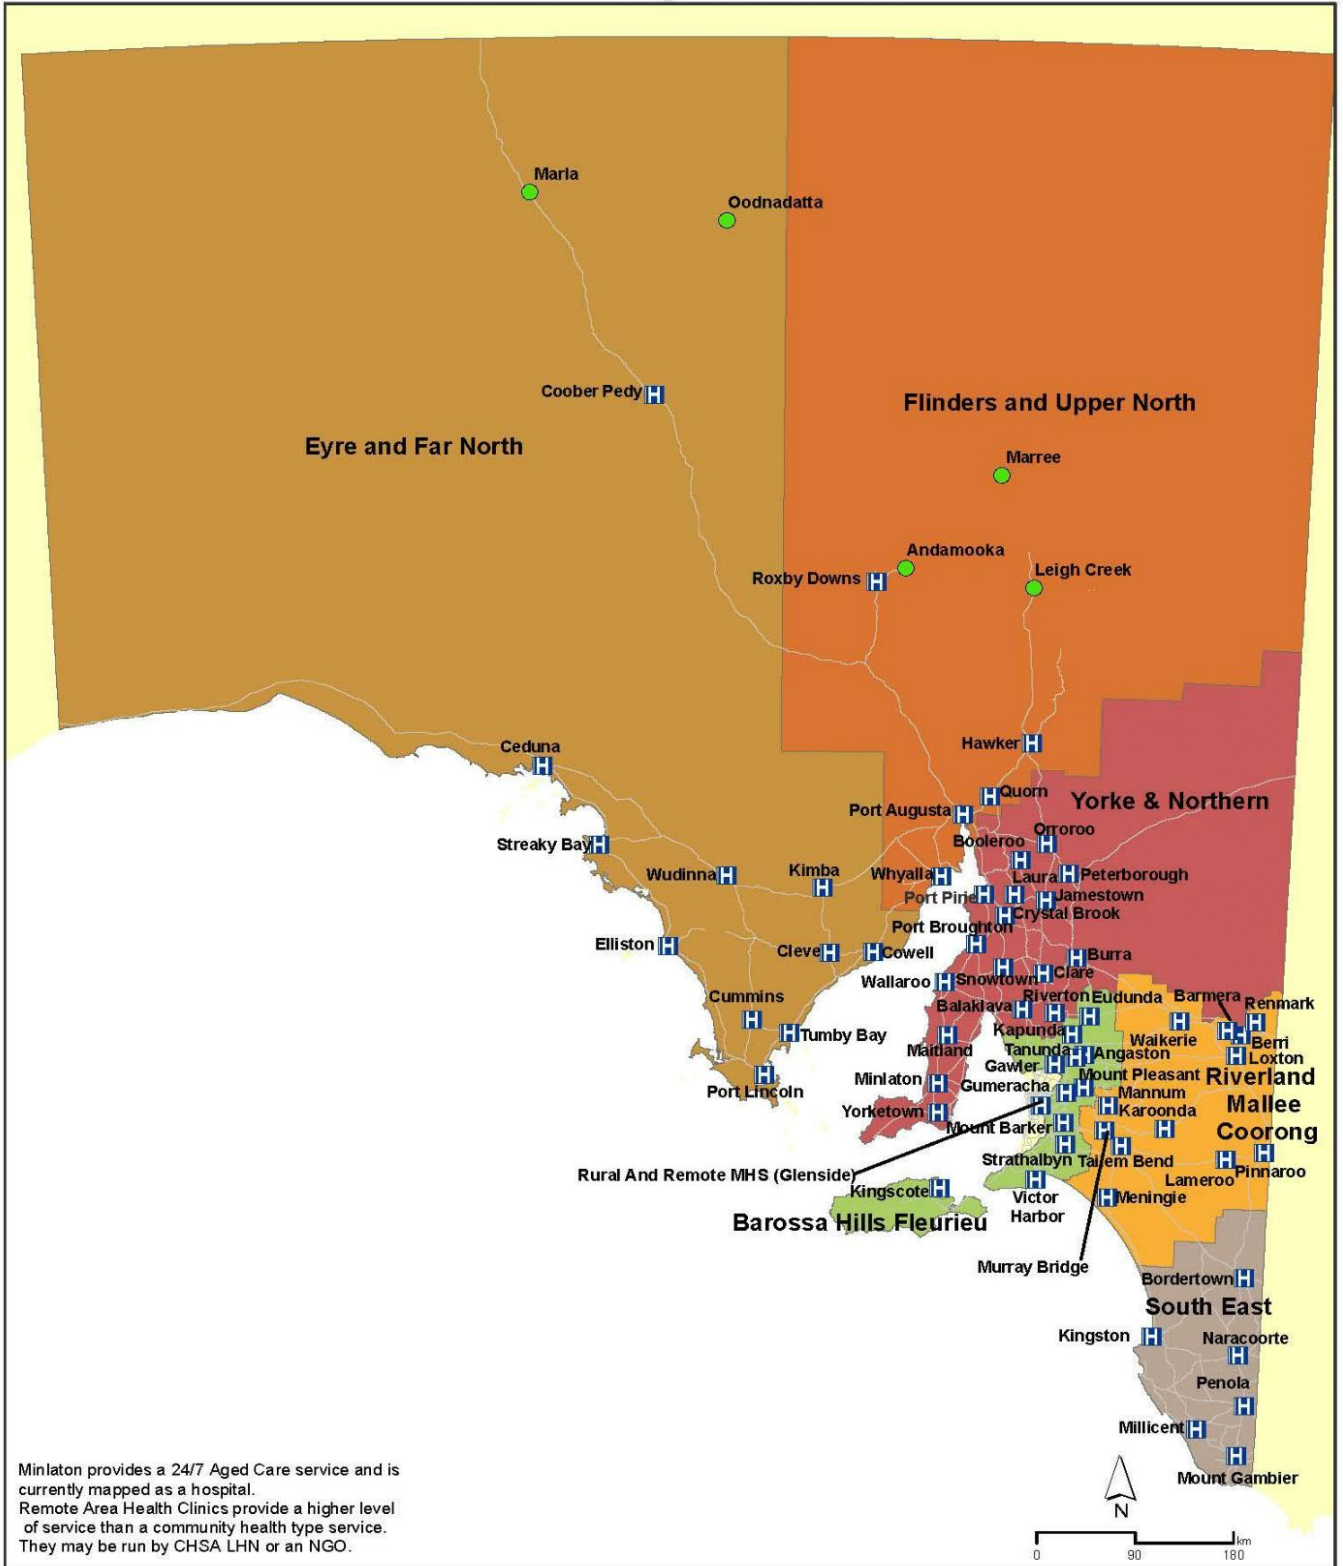 Marla
Oodnadatta
Coober Pedy
Flinders and Upper North
Eyre and Far North
Marree
Andamooka
Roxby Downs
Leigh Creek
Hawker
Ceduna
Quorn
Yorke & Northern
Port Augusta
Orroroo
Booleroo
Streaky Bay
Wudinna
Kimba
Whyalla
Laura
Peterborough
Port Pirie
Jamestown
Crystal Brook
Port Broughton
Elliston
Cleve
Cowell
Burra
Wallaroo
Snowtown
Clare
Cummins
Balaklava
Riverton
Eudunda
Barmera
Renmark
Tumby Bay
Kapunda
Waikerie
Berri
Maitland
Tanunda
Angaston
Loxton
Gawler
Port Lincoln
Minlaton
Gumeracha
Mount Pleasant
Riverland
Mallee
Coorong
Mannum
Yorketown
Karoonda
Mount Barker
Strathalbyn
Tailem Bend
Lameroo
Pinnaroo
Rural And Remote MHS (Glenside)
Kingscote
Victor
Harbor
Meningie
Barossa Hills Fleurieu
Murray Bridge
Bordertown
South East
Kingston
Naracoorte
Penola
Millicent
Mount Gambier
Minlaton provides a 24/7 Aged Care service and is
currently mapped as a hospital.
Remote Area Health Clinics provide a higher level
of service than a community health type service.
They may be run by CHSA LHN or an NGO.
N
km
0 90 180